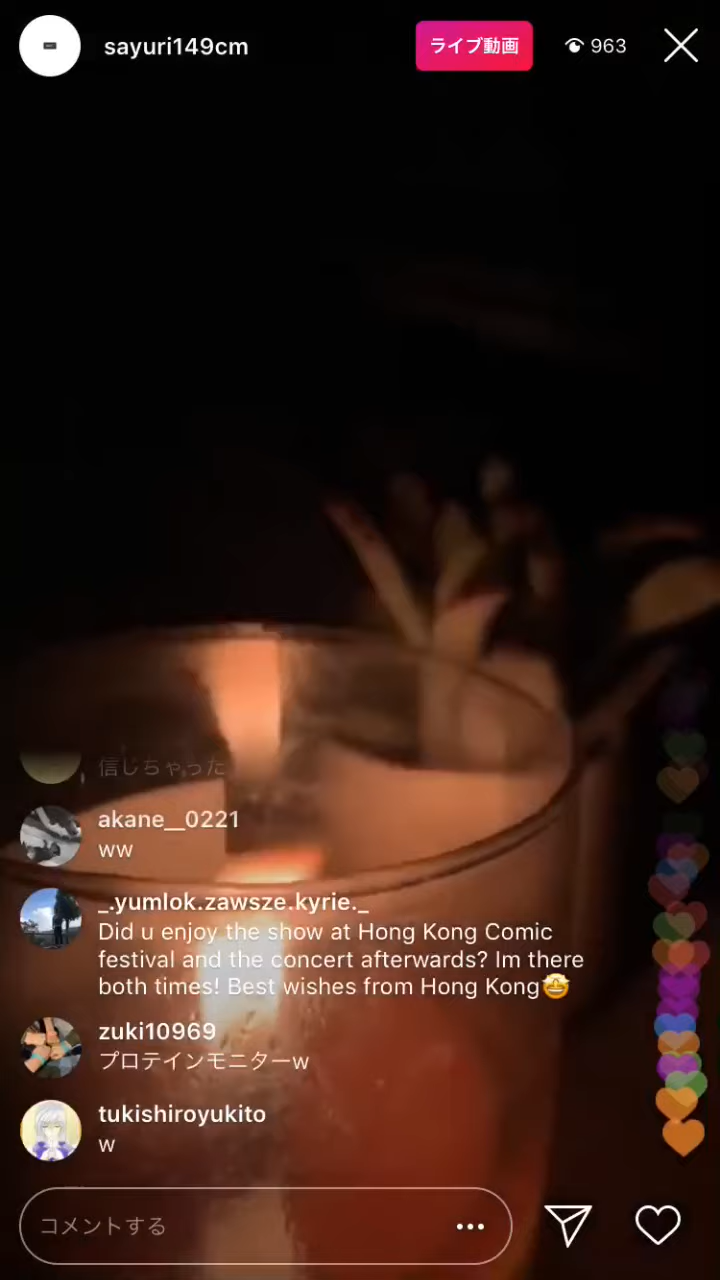 sayuri149cm
ライブ動画
963
信じちゃった
akane__0221
ww
_.yumlok.zawsze.kyrie._
Did u enjoy the show at Hong Kong Comic
festival and the concert afterwards? Im there
both times! Best wishes from Hong Kong🤩
zuki10969
プロテインモニターw
tukishiroyukito
w
コメントする